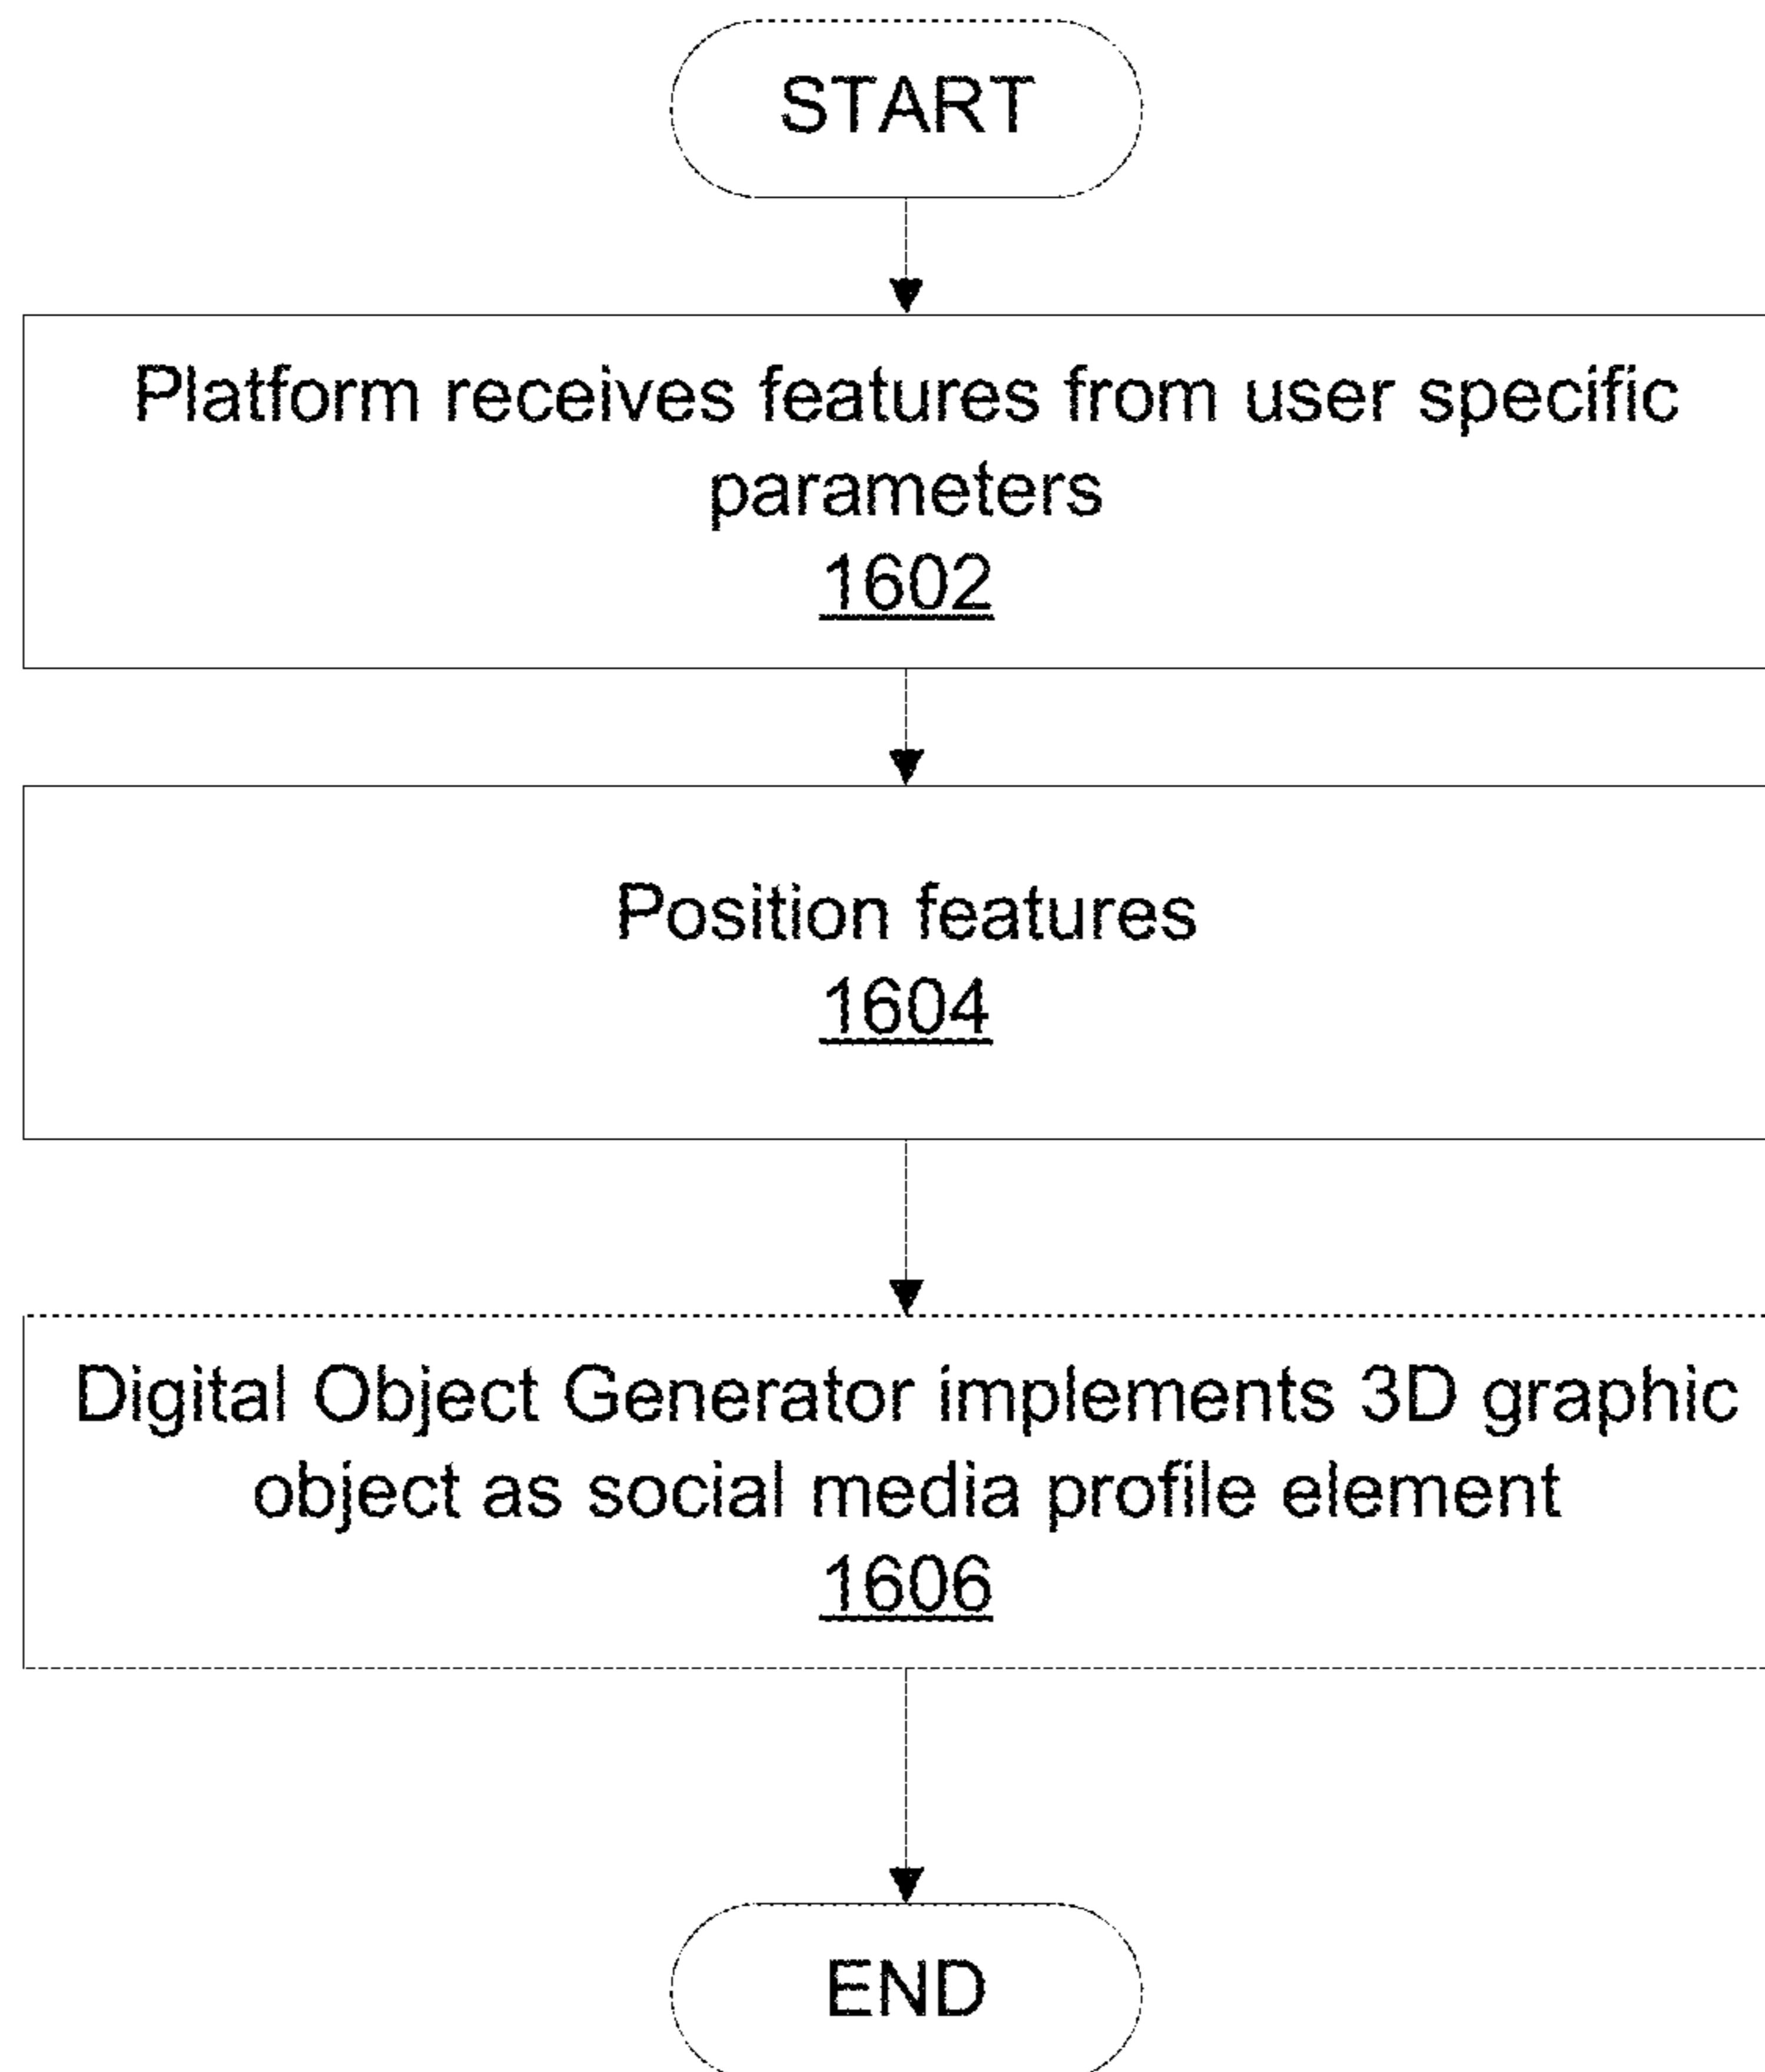 START
Platform receives features from user specific
parameters
1602
Position features
1604
Digital Object Generator implements 3D graphic
object as social media profile element
1606
END